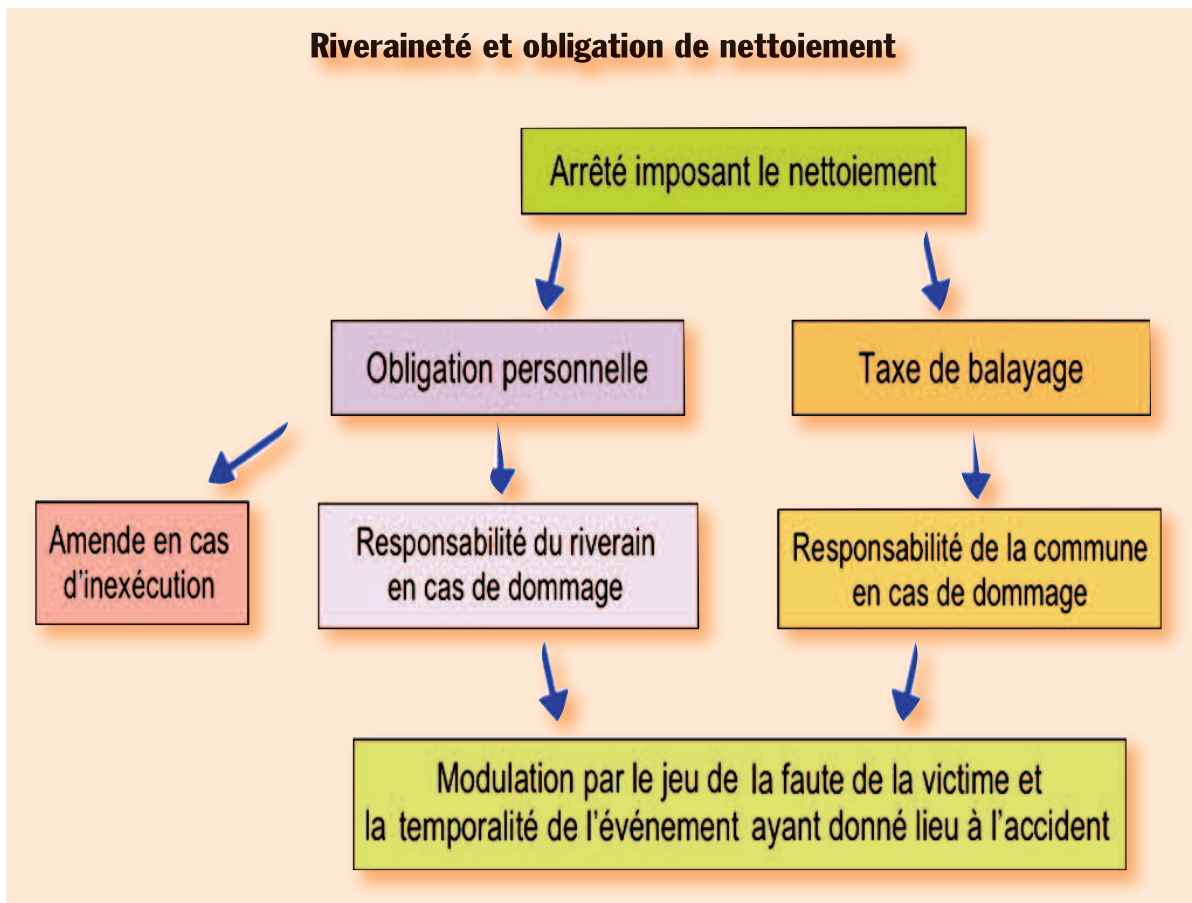 Riveraineté et obligation de nettoiement
Arrêté imposant le nettoiement
Obligation personnelle
Taxe de balayage
Amende en cas
d'inexécution
Responsabilité du riverain
en cas de dommage
Responsabilité de la commune
en cas de dommage
Modulation par le jeu de la faute de la victime et
la temporalité de l'événement ayant donné lieu à l'accident